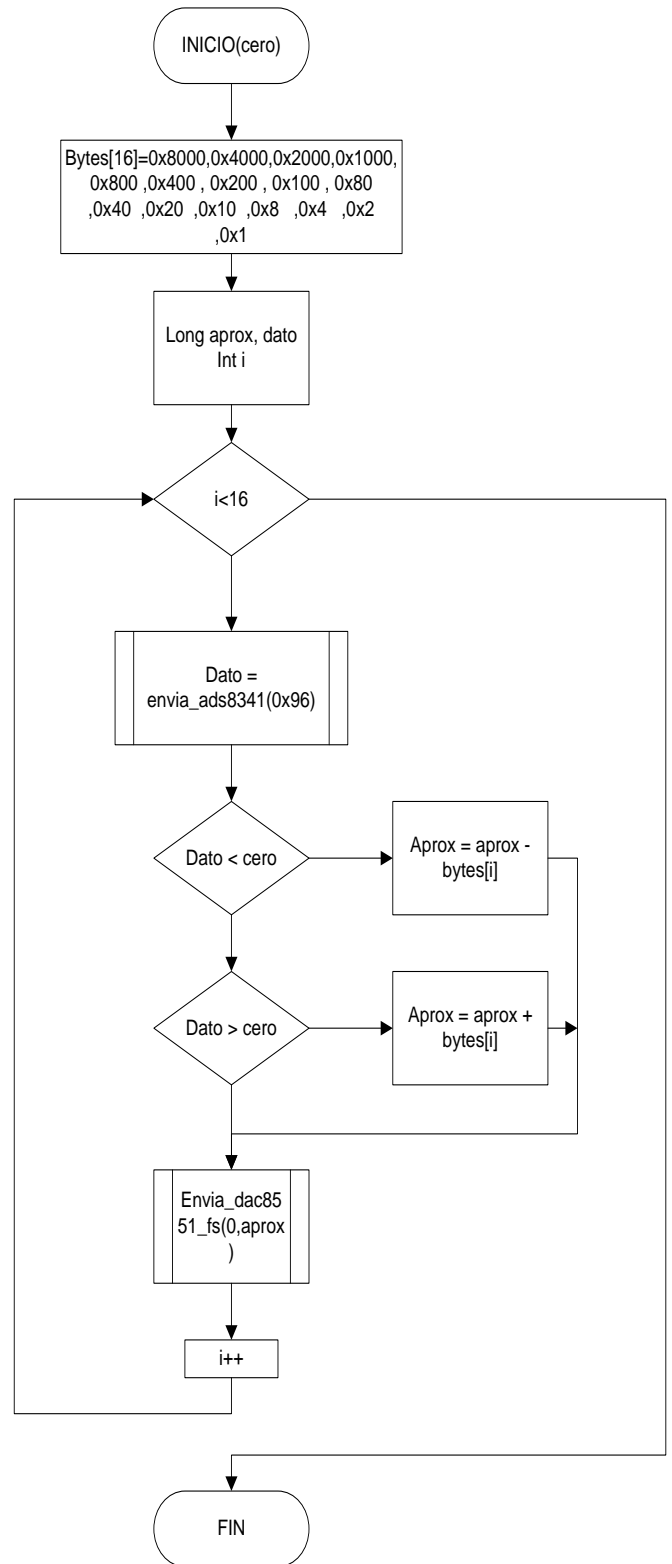 INICIO(cero)
Bytes[16]=0x8000,0x4000,0x2000,0x1000,
0x800 ,0x400 , 0x200 , 0x100 , 0x80
,0x40 ,0x20 ,0x10 ,0x8 ,0x4 ,0x2
,0x1
Long aprox, dato
Int i
i<16
Dato =
envia_ads8341(0x96)
Dato < cero
Aprox = aprox -
bytes[i]
Dato > cero
Aprox = aprox +
bytes[i]
Envia_dac85
51_fs(0,aprox
)
i++
FIN